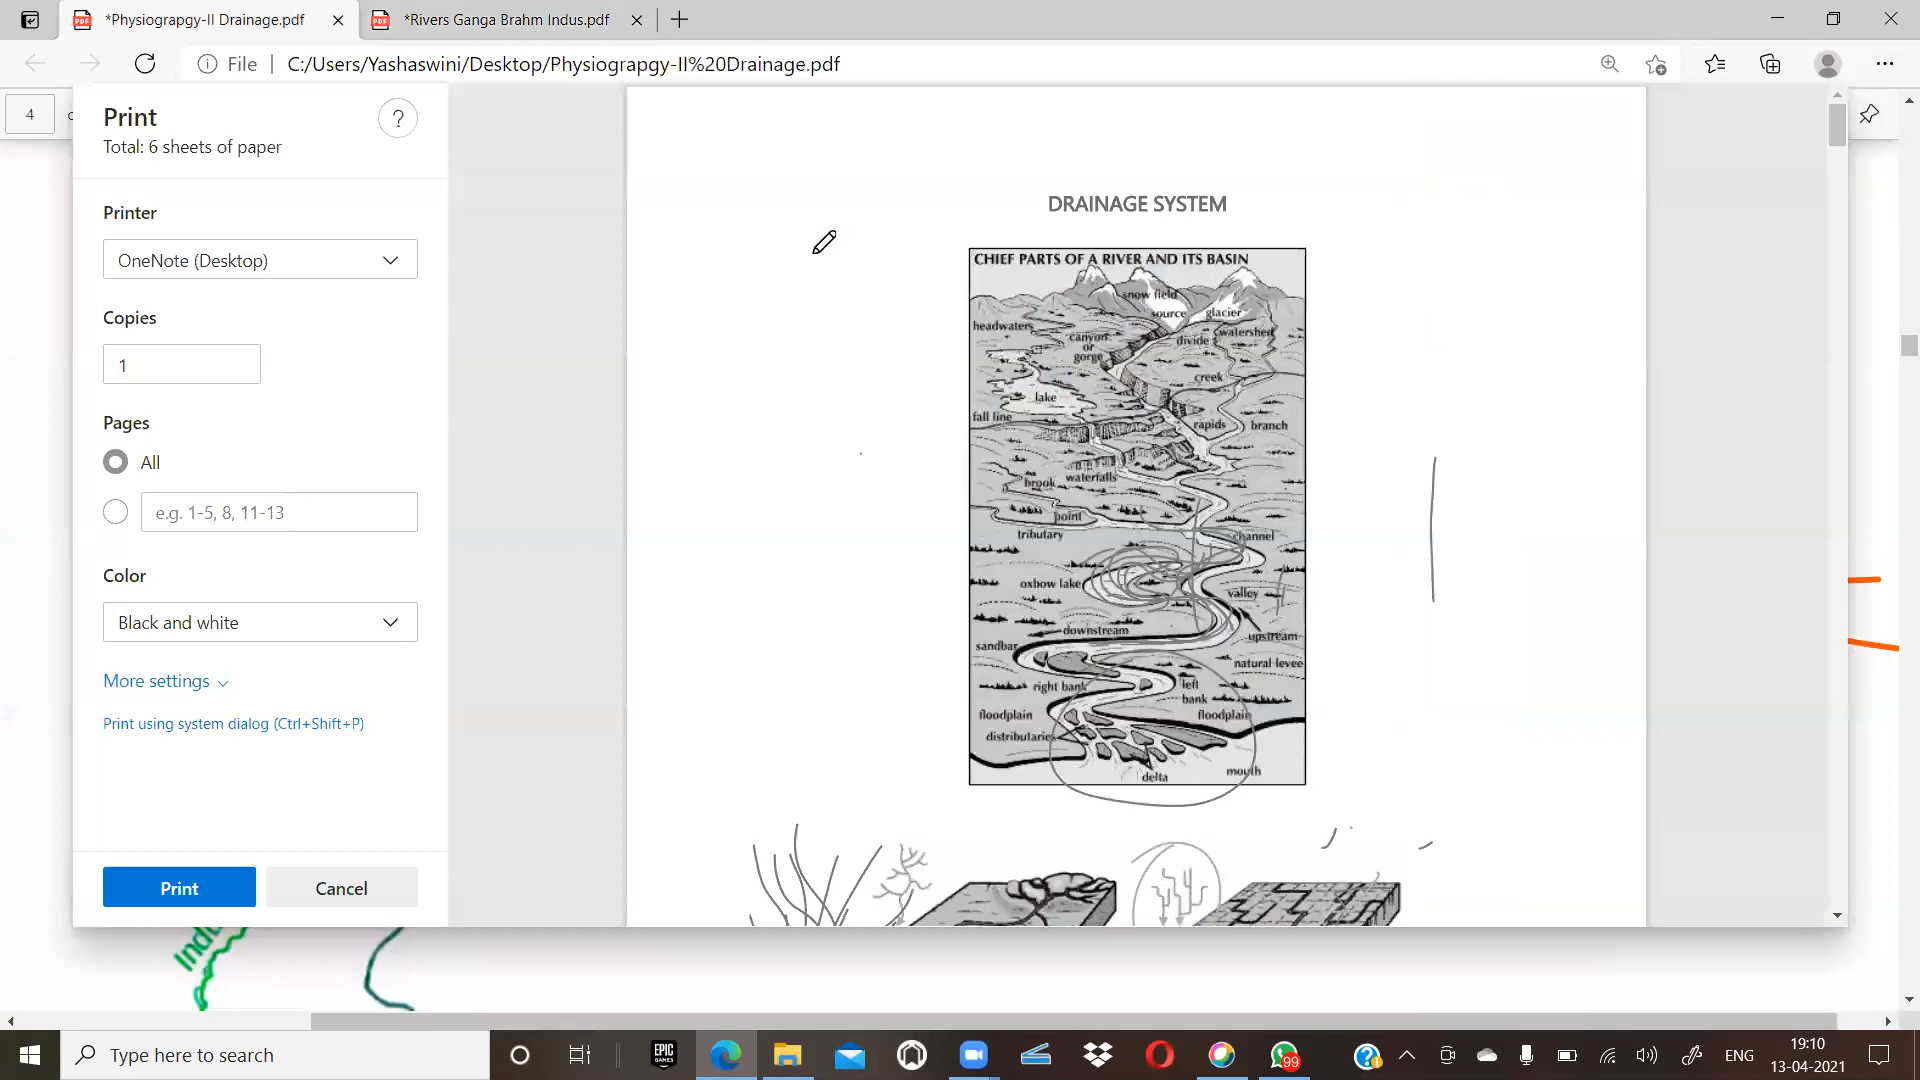 *Physiograpgy-II Drainage.pdf
*Rivers Ganga Brahm Indus.pdf
File
C:/Users/Yashaswini/Desktop/Physiograpgy-II%20Drainage.pdf
4
Print
?
Total: 6 sheets of paper
Printer
OneNote (Desktop)
Copies
1
Pages
All
e.g. 1-5, 8, 11-13
Color
Black and white
More settings
Print using system dialog (Ctrl+Shift+P)
Print
Cancel
DRAINAGE SYSTEM
CHIEF PARTS OF A RIVER AND ITS BASIN
snow field
source
glacier
headwaters
canyon or gorge
divide
watershed
creek
lake
fall line
rapids
branch
waterfalls
brook
point
tributary
channel
oxbow lake
valley
downstream
upstream
sandbar
natural levee
right bank
left bank
floodplain
floodplain
distributaries
delta
mouth
Type here to search
EPIC GAMES
99
ENG
19:10
13-04-2021